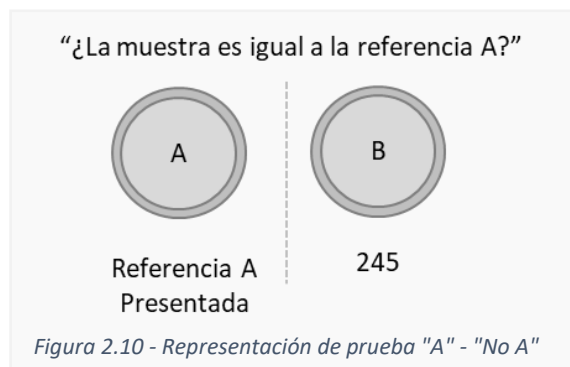 “¿La muestra es igual a la referencia A?”
A
B
Referencia A
Presentada
245
Figura 2.10 - Representación de prueba "A" - "No A"